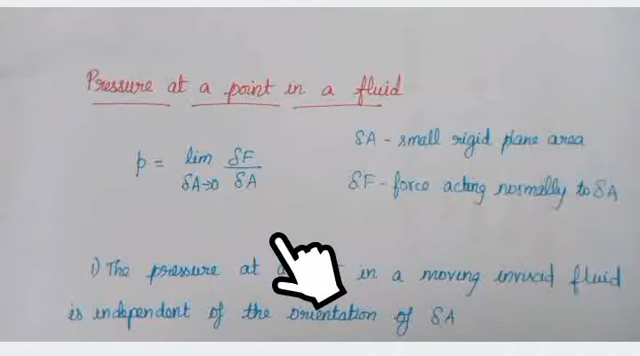 Pressure at a point in a fluid
p = lim δA→0 δF/δA
δA - small rigid plane area
δF - force acting normally to δA
1) The pressure at a in a moving inviscid fluid
is independent of the orientation of δA